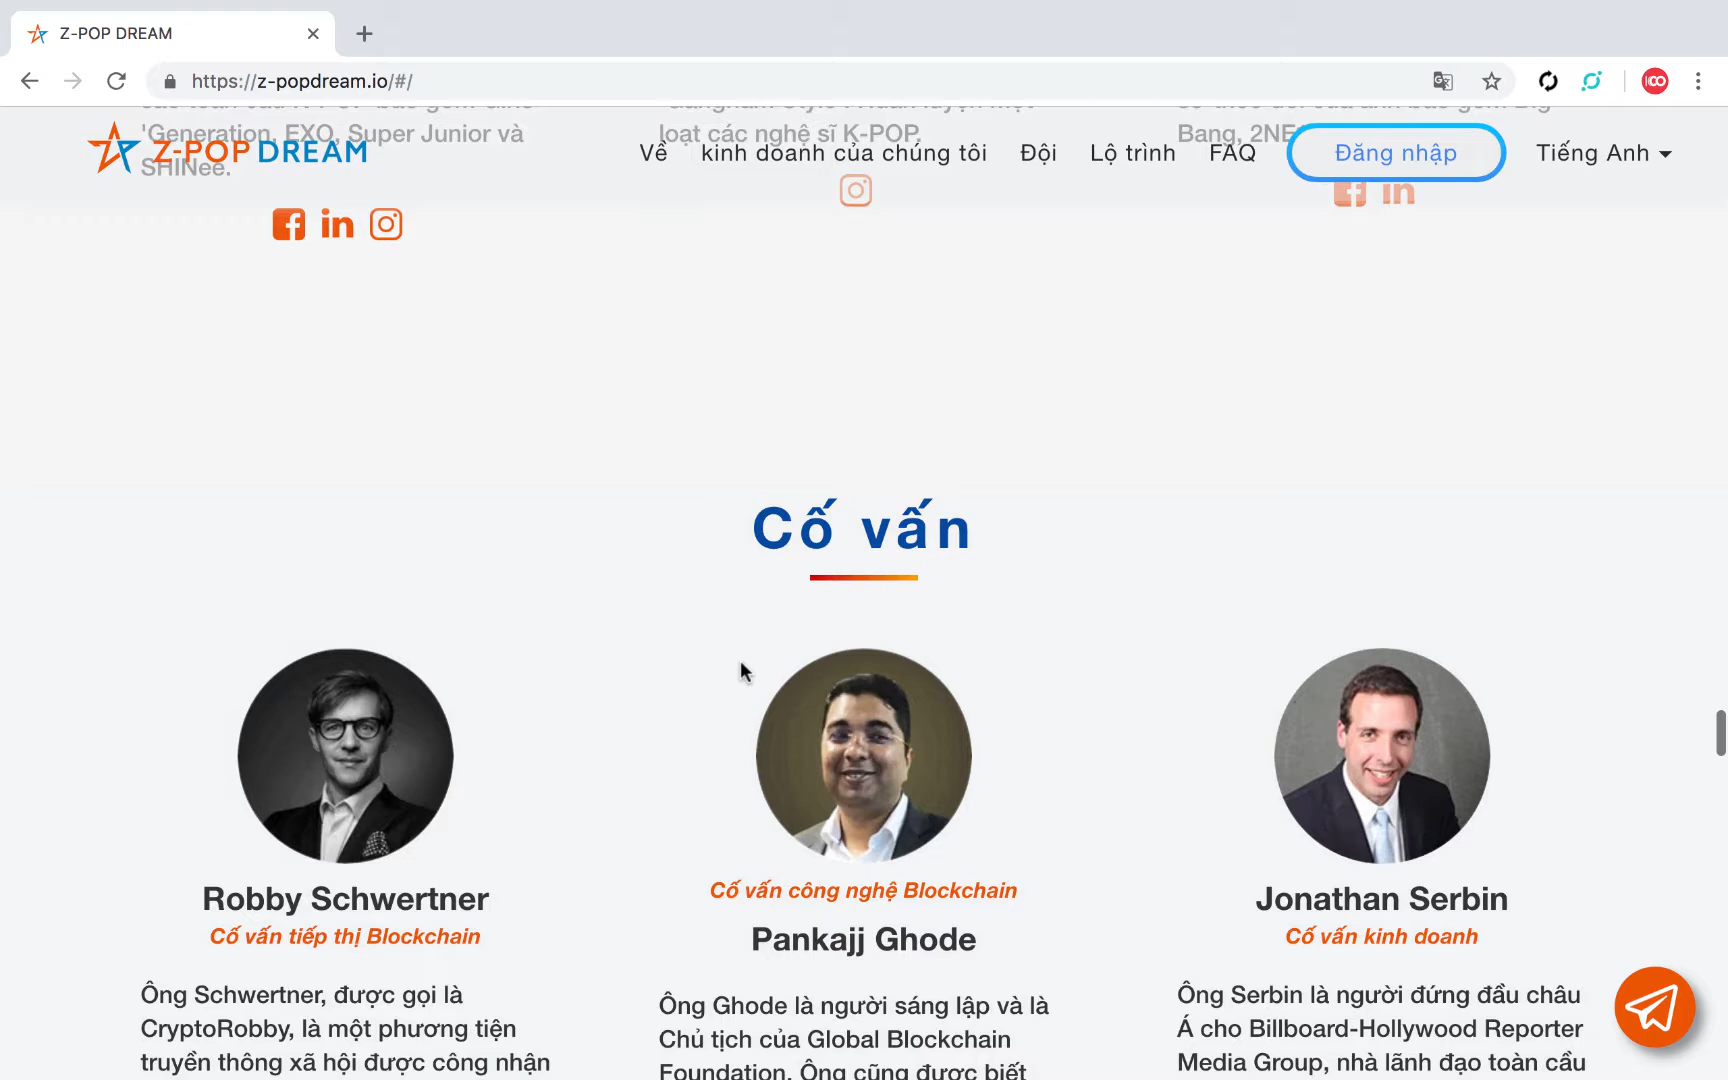 Z-POP DREAM
https://z-popdream.io/#/
'Generation, EXO, Super Junior và
SHINee.
loạt các nghệ sĩ K-POP.
Bang, 2NE
Z-POP DREAM
Về
kinh doanh của chúng tôi
Đội
Lộ trình
FAQ
Đăng nhập
Tiếng Anh
Cố vấn
Robby Schwertner
Cố vấn tiếp thị Blockchain
Ông Schwertner, được gọi là
CryptoRobby, là một phương tiện
truyền thông xã hội được công nhận
Cố vấn công nghệ Blockchain
Pankajj Ghode
Ông Ghode là người sáng lập và là
Chủ tịch của Global Blockchain
Foundation. Ông cũng được biết
Jonathan Serbin
Cố vấn kinh doanh
Ông Serbin là người đứng đầu châu
Á cho Billboard-Hollywood Reporter
Media Group, nhà lãnh đạo toàn cầu